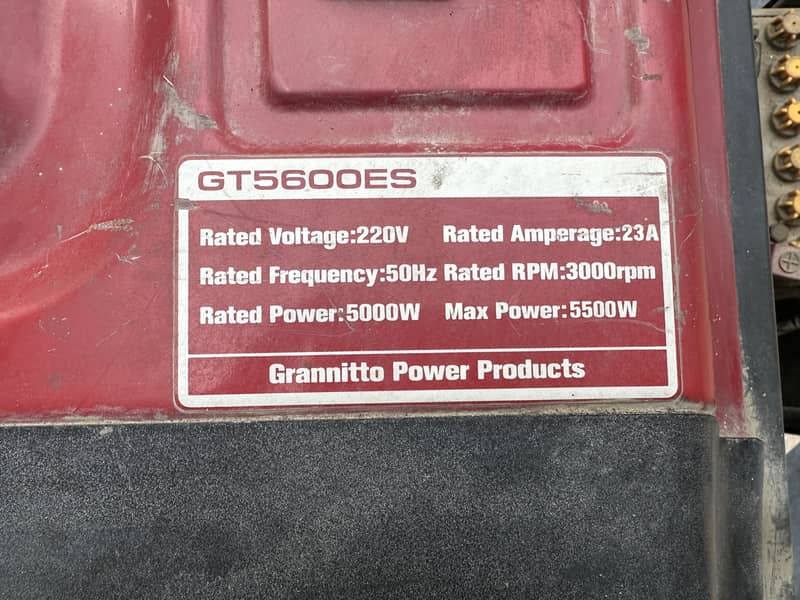 GT5600ES
Rated Voltage:220V Rated Amperage:23A
Rated Frequency:50Hz Rated RPM:3000rpm
Rated Power:5000W Max Power:5500W
Grannitto Power Products